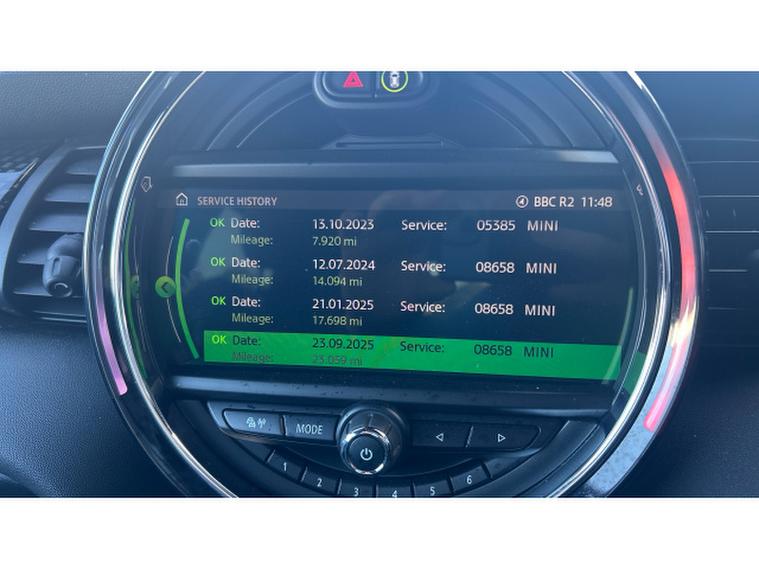 SERVICE HISTORY BBC R2 11:48
OK Date: 13.10.2023 Service: 05385 MINI
Mileage: 7.920 mi
OK Date: 12.07.2024 Service: 08658 MINI
Mileage: 14.094 mi
OK Date: 21.01.2025 Service: 08658 MINI
Mileage: 17.698 mi
OK Date: 23.09.2025 Service: 08658 MINI
Mileage: 23.059 mi
MODE
1 2 3 4 5 6